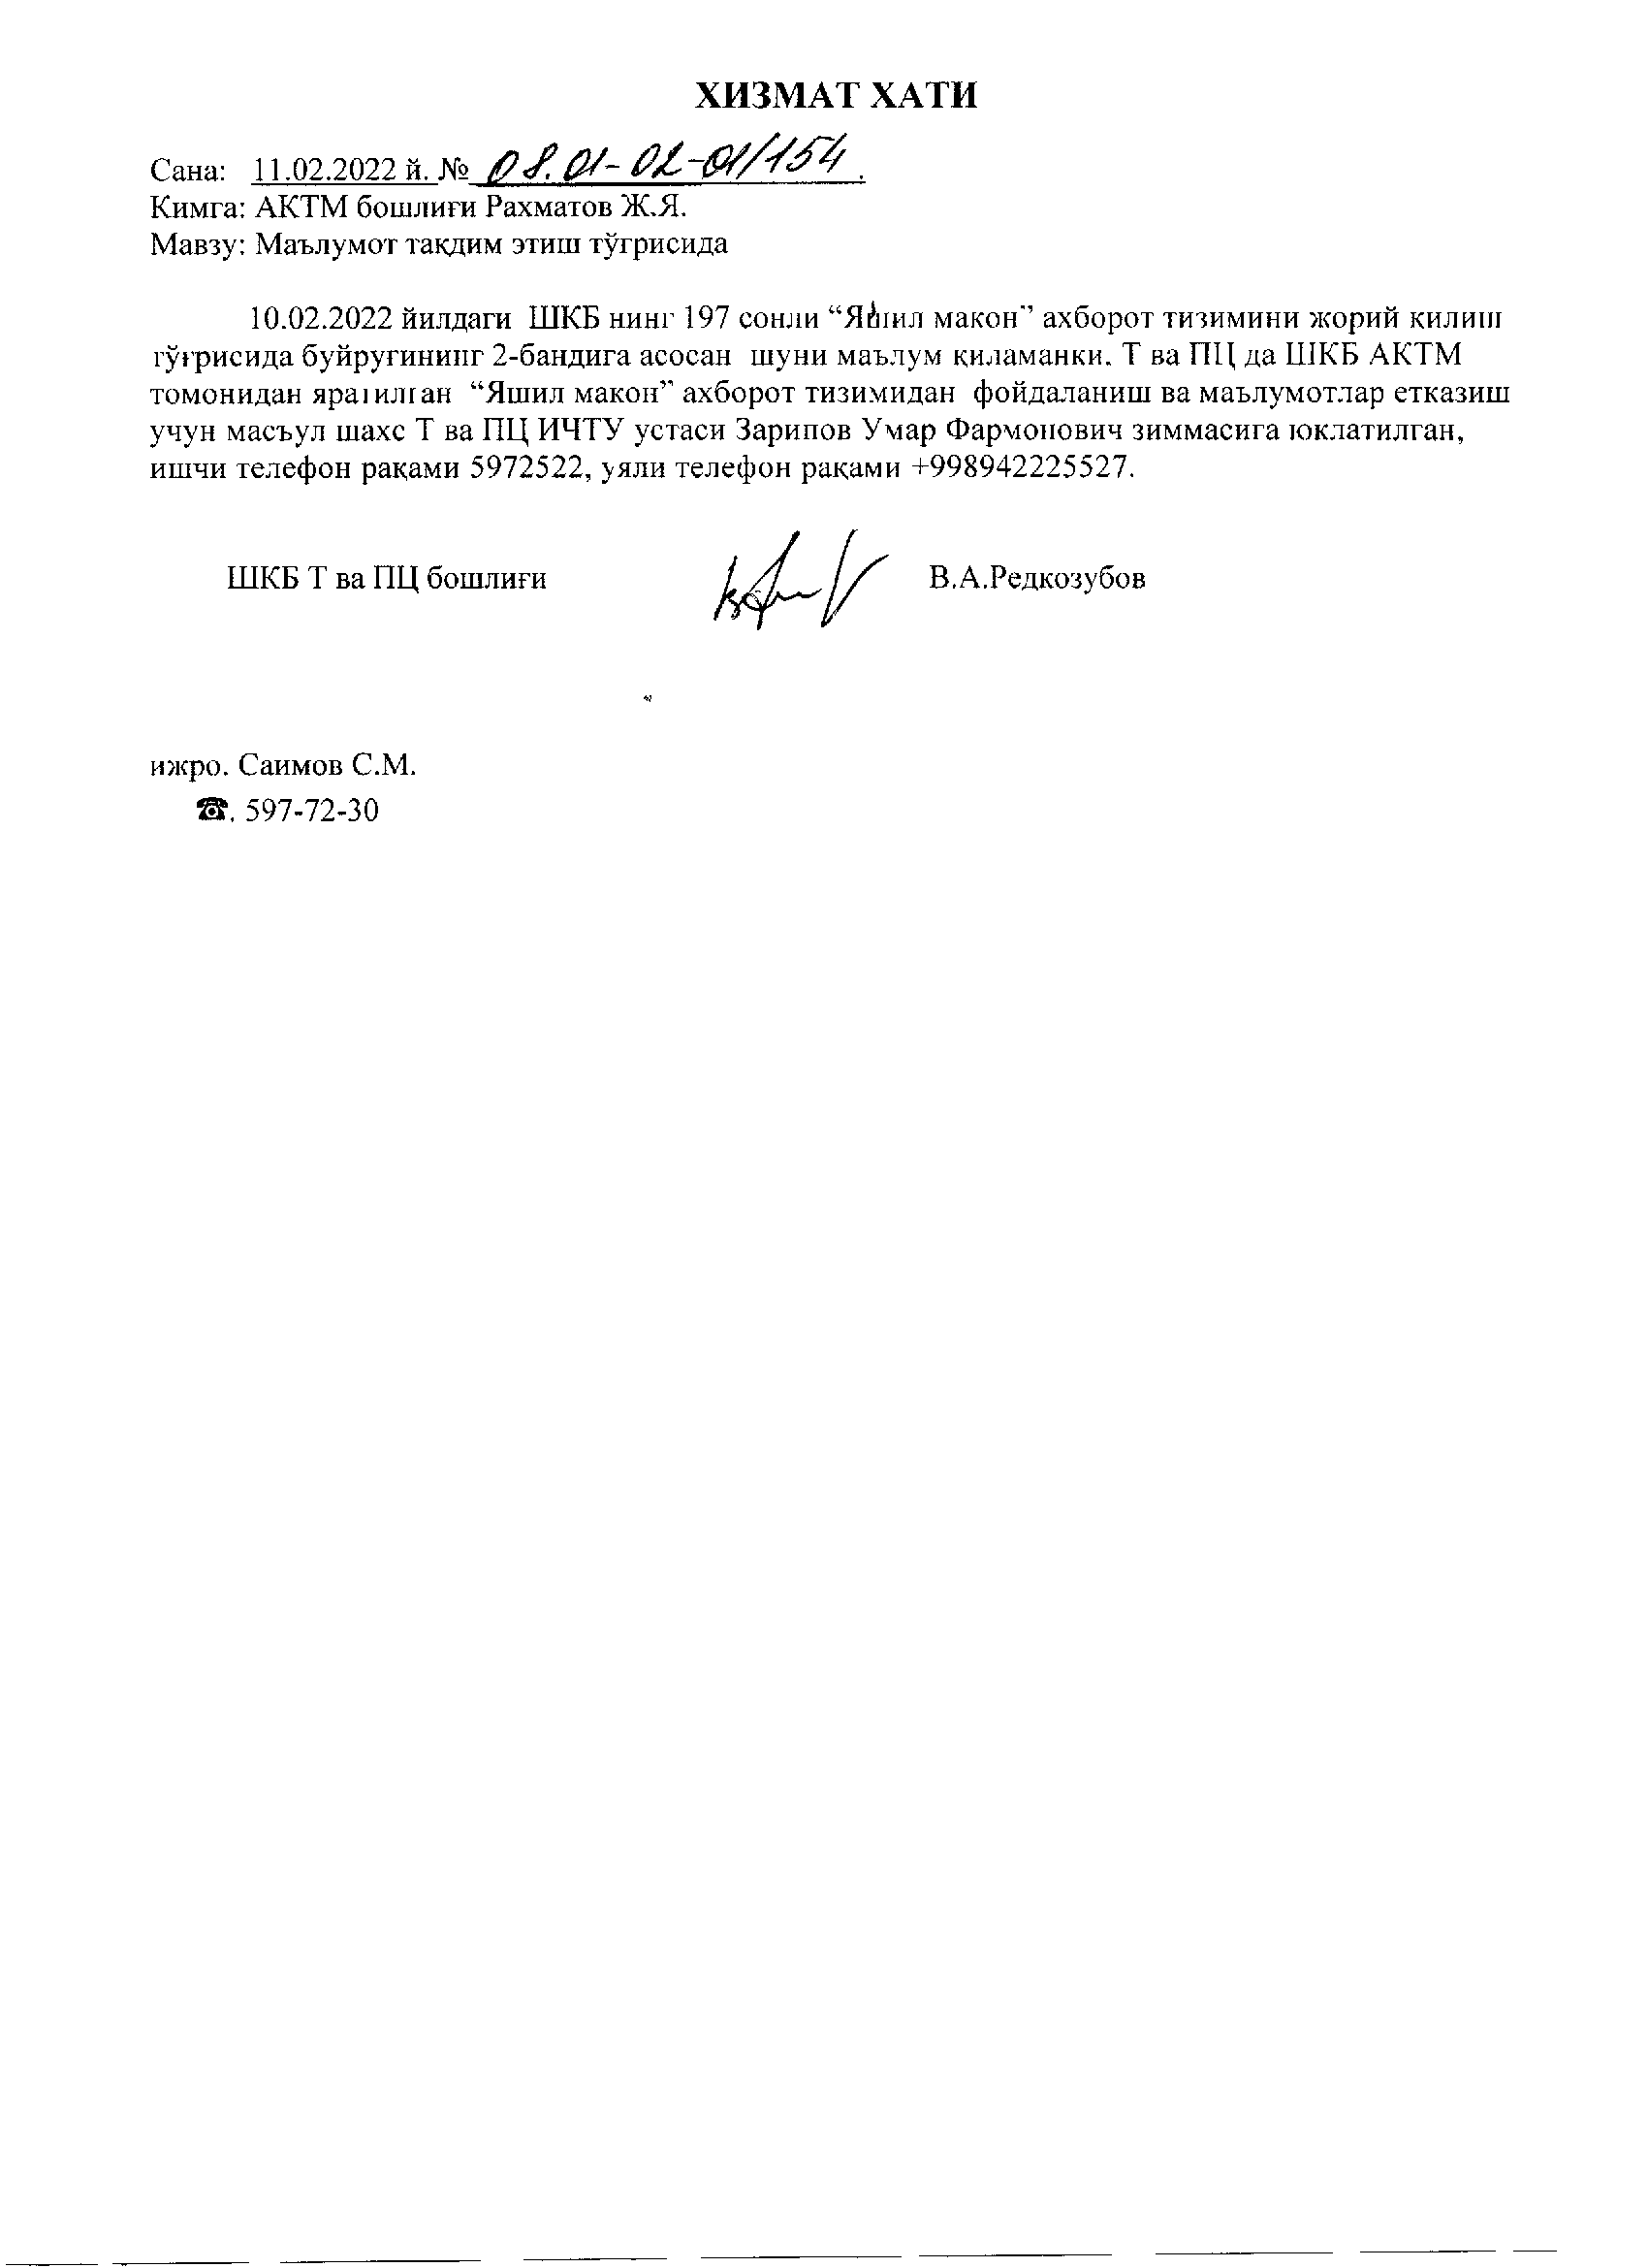 ХИЗМАТ ХАТИ
Сана: 11.02.2022 й. № 08.01-02-01/154.
Кимга: АКТМ бошлиғи Рахматов Ж.Я.
Мавзу: Маълумот тақдим этиш тўгрисида
10.02.2022 йилдаги ШКБ нинг 197 сонли “Яшил макон” ахборот тизимини жорий қилиш
тўғрисида буйруғининг 2-бандига асосан шуни маълум қиламанки. Т ва ПЦ да ШКБ АКТМ
томонидан яратилган “Яшил макон” ахборот тизимидан фойдаланиш ва маълумотлар етказиш
учун масъул шахс Т ва ПЦ ИЧТУ устаси Зарипов Умар Фармонович зиммасига юклатилган,
ишчи телефон рақами 5972522, уяли телефон рақами +998942225527.
ШКБ Т ва ПЦ бошлиғи В.А.Редкозубов
ижро. Саимов С.М.
☎. 597-72-30